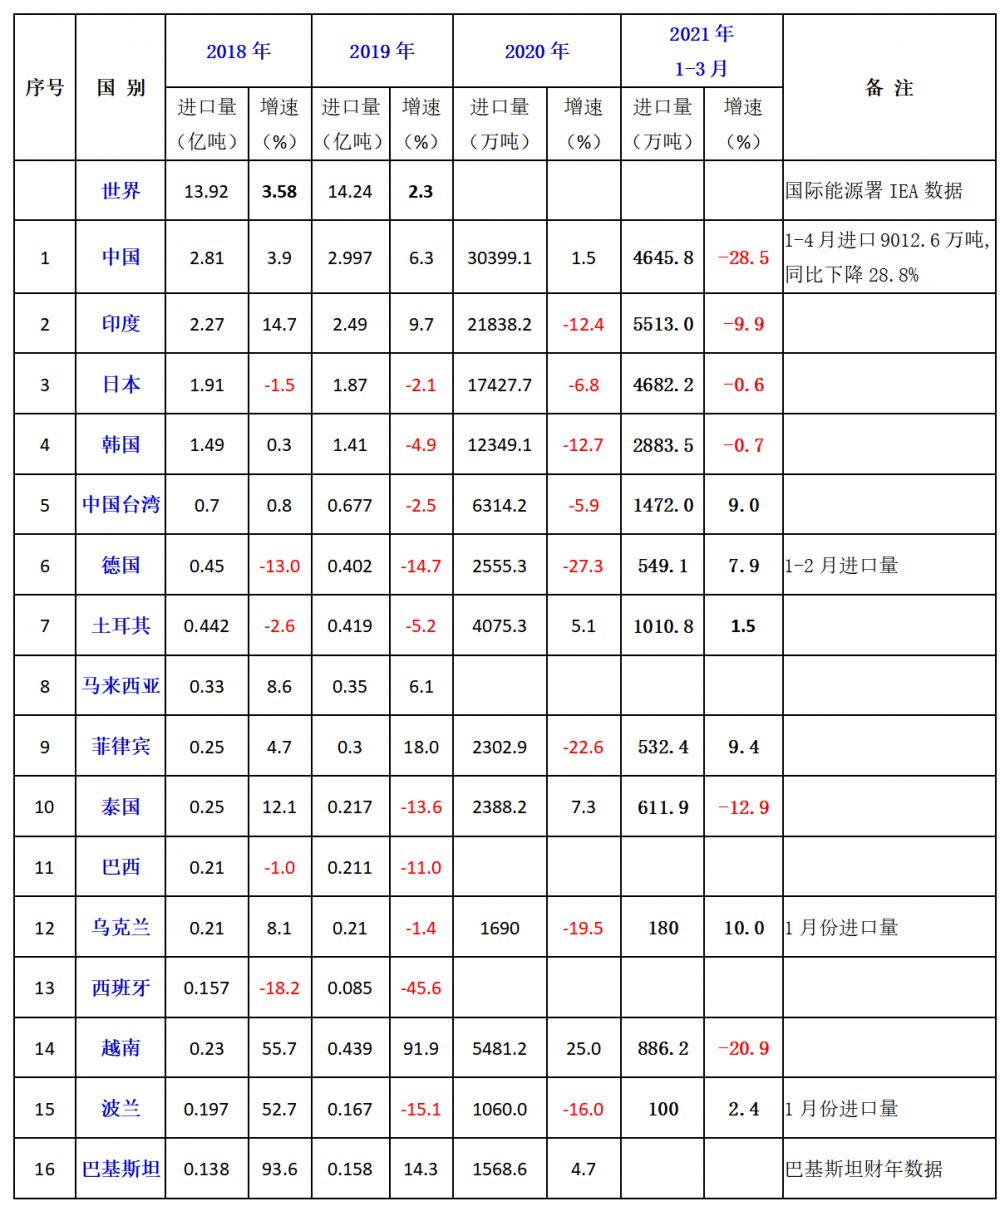 序号 国 别 2018 年 2019 年 2020 年 2021 年 1-3 月 备 注
进口量（亿吨） 增速（%） 进口量（亿吨） 增速（%） 进口量（万吨） 增速（%） 进口量（万吨） 增速（%）
世界 13.92 3.58 14.24 2.3 国际能源署 IEA 数据
1 中国 2.81 3.9 2.997 6.3 30399.1 1.5 4645.8 -28.5 1-4 月进口 9012.6 万吨,同比下降 28.8%
2 印度 2.27 14.7 2.49 9.7 21838.2 -12.4 5513.0 -9.9
3 日本 1.91 -1.5 1.87 -2.1 17427.7 -6.8 4682.2 -0.6
4 韩国 1.49 0.3 1.41 -4.9 12349.1 -12.7 2883.5 -0.7
5 中国台湾 0.7 0.8 0.677 -2.5 6314.2 -5.9 1472.0 9.0
6 德国 0.45 -13.0 0.402 -14.7 2555.3 -27.3 549.1 7.9 1-2 月进口量
7 土耳其 0.442 -2.6 0.419 -5.2 4075.3 5.1 1010.8 1.5
8 马来西亚 0.33 8.6 0.35 6.1
9 菲律宾 0.25 4.7 0.3 18.0 2302.9 -22.6 532.4 9.4
10 泰国 0.25 12.1 0.217 -13.6 2388.2 7.3 611.9 -12.9
11 巴西 0.21 -1.0 0.211 -11.0
12 乌克兰 0.21 8.1 0.21 -1.4 1690 -19.5 180 10.0 1 月份进口量
13 西班牙 0.157 -18.2 0.085 -45.6
14 越南 0.23 55.7 0.439 91.9 5481.2 25.0 886.2 -20.9
15 波兰 0.197 52.7 0.167 -15.1 1060.0 -16.0 100 2.4 1 月份进口量
16 巴基斯坦 0.138 93.6 0.158 14.3 1568.6 4.7 巴基斯坦财年数据